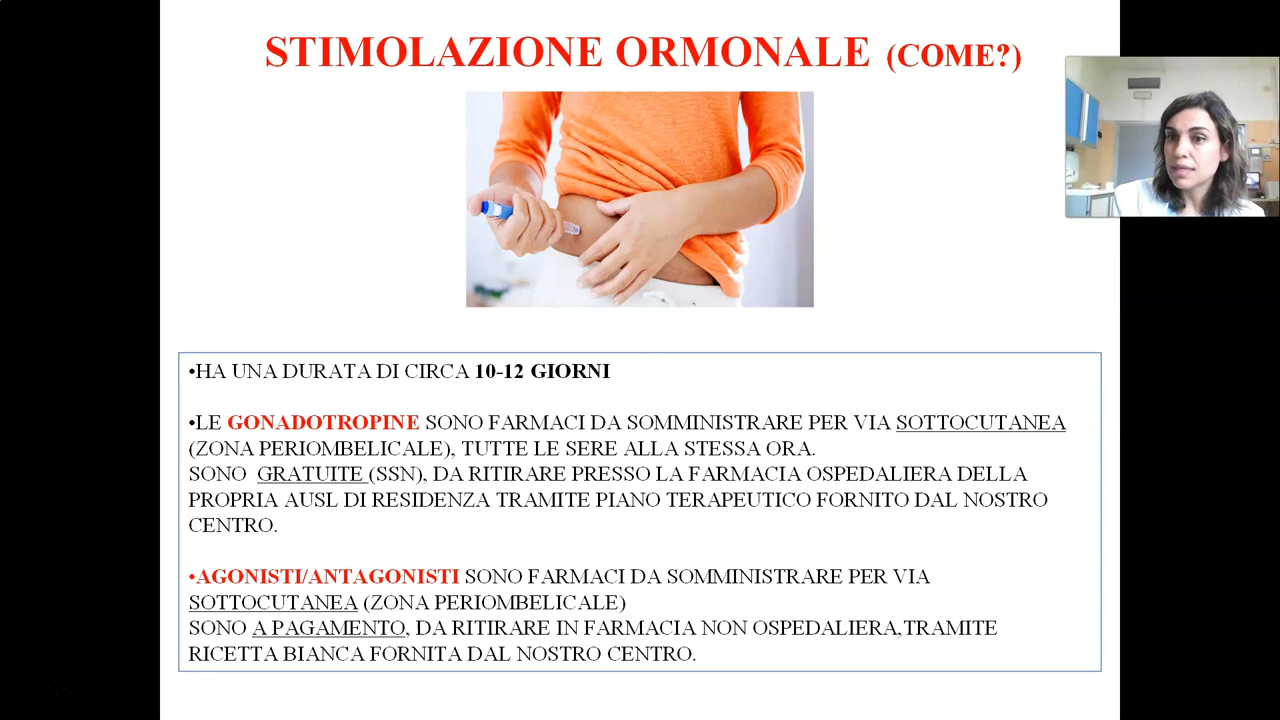 STIMOLAZIONE ORMONALE (COME?)
•HA UNA DURATA DI CIRCA 10-12 GIORNI
•LE GONADOTROPINE SONO FARMACI DA SOMMINISTRARE PER VIA SOTTOCUTANEA
(ZONA PERIOMBELICALE), TUTTE LE SERE ALLA STESSA ORA.
SONO GRATUITE (SSN), DA RITIRARE PRESSO LA FARMACIA OSPEDALIERA DELLA
PROPRIA AUSL DI RESIDENZA TRAMITE PIANO TERAPEUTICO FORNITO DAL NOSTRO
CENTRO.
•AGONISTI/ANTAGONISTI SONO FARMACI DA SOMMINISTRARE PER VIA
SOTTOCUTANEA (ZONA PERIOMBELICALE)
SONO A PAGAMENTO, DA RITIRARE IN FARMACIA NON OSPEDALIERA,TRAMITE
RICETTA BIANCA FORNITA DAL NOSTRO CENTRO.